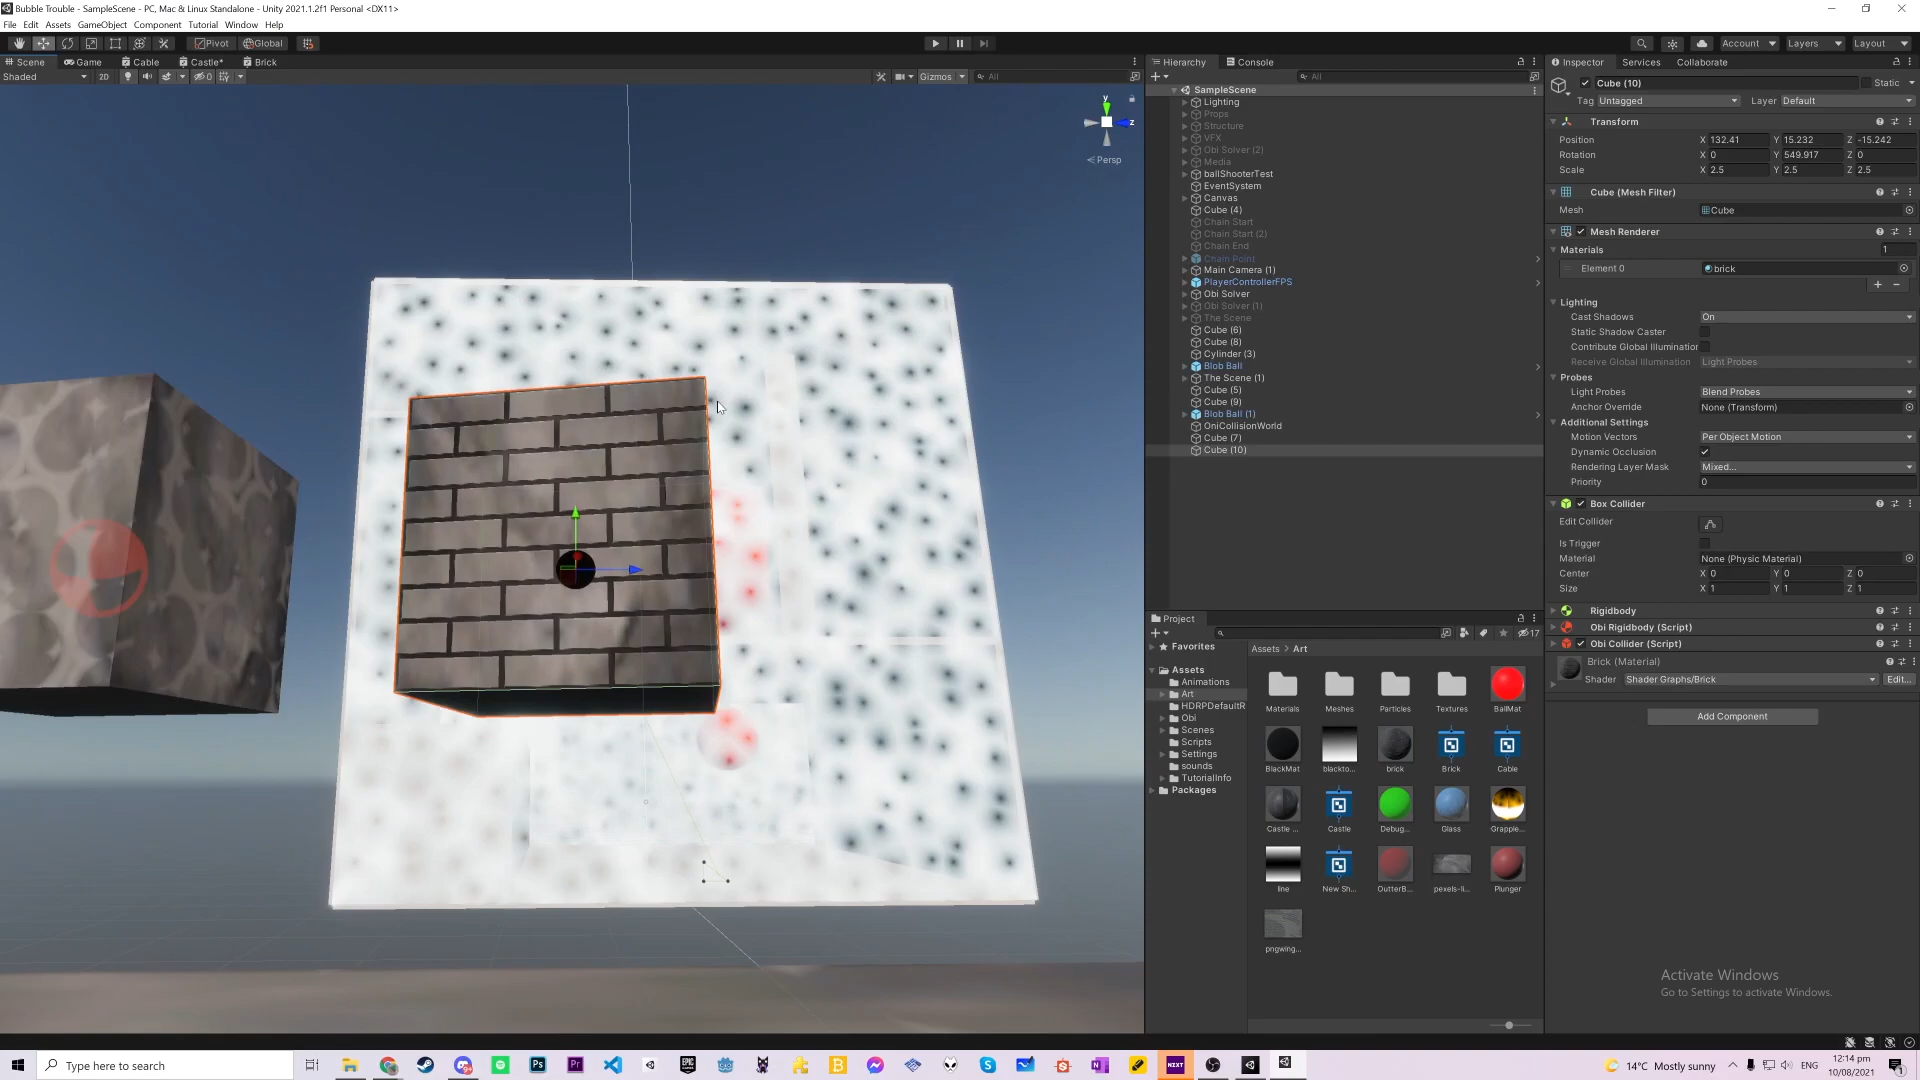 Bubble Trouble - SampleScene - PC, Mac & Linux Standalone - Unity 2021.1.2f1 Personal <DX11>
File Edit Assets GameObject Component Tutorial Window Help
Pivot Global Account Layers Layout
Scene Game Cable Castle* Brick
Shaded 2D 0 Gizmos All
y
z
< Persp
Hierarchy Console
All
SampleScene
Lighting
Props
Structure
VFX
Obi Solver (2)
Media
ballShooterTest
EventSystem
Canvas
Cube (4)
Chain Start
Chain Start (2)
Chain End
Chain Point
Main Camera (1)
PlayerControllerFPS
Obi Solver
Obi Solver (1)
The Scene
Cube (6)
Cube (8)
Cylinder (3)
Blob Ball
The Scene (1)
Cube (5)
Cube (9)
Blob Ball (1)
OniCollisionWorld
Cube (7)
Cube (10)
Project
17
Favorites
Assets
Animations
Art
HDRPDefaultR
Obi
Scenes
Scripts
Settings
sounds
TutorialInfo
Packages
Assets > Art
Materials Meshes Particles Textures BallMat
BlackMat blackto... brick Brick Cable
Castle ... Castle Debug... Glass Grapple...
line New Sh... OutterB... pexels-li... Plunger
pngwing...
Inspector Services Collaborate
Cube (10) Static
Tag Untagged Layer Default
Transform
Position X 132.41 Y 15.232 Z -15.242
Rotation X 0 Y 549.917 Z 0
Scale X 2.5 Y 2.5 Z 2.5
Cube (Mesh Filter)
Mesh Cube
Mesh Renderer
Materials 1
Element 0 brick
Lighting
Cast Shadows On
Static Shadow Caster
Contribute Global Illumination
Receive Global Illumination Light Probes
Probes
Light Probes Blend Probes
Anchor Override None (Transform)
Additional Settings
Motion Vectors Per Object Motion
Dynamic Occlusion
Rendering Layer Mask Mixed...
Priority 0
Box Collider
Edit Collider
Is Trigger
Material None (Physic Material)
Center X 0 Y 0 Z 0
Size X 1 Y 1 Z 1
Rigidbody
Obi Rigidbody (Script)
Obi Collider (Script)
Brick (Material)
Shader Shader Graphs/Brick Edit...
Add Component
Activate Windows
Go to Settings to activate Windows.
Type here to search
Ps Pr NIXT
14°C Mostly sunny ENG 12:14 pm
10/08/2021